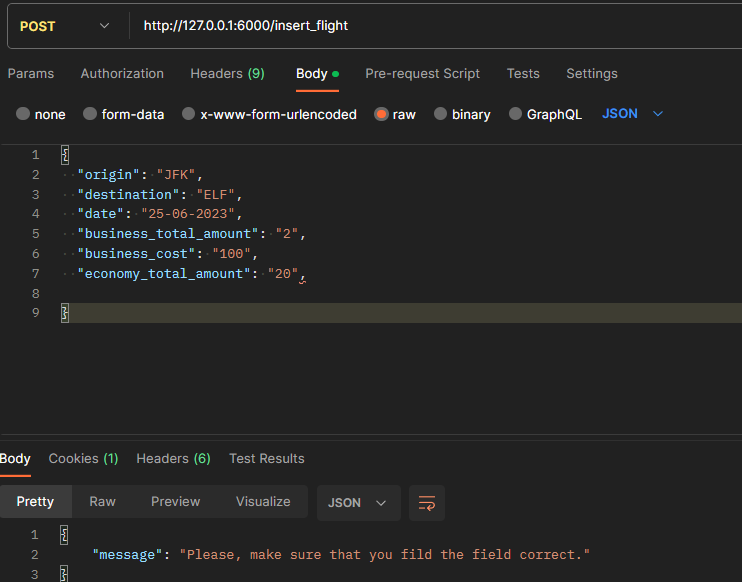 POST http://127.0.0.1:6000/insert_flight
Params Authorization Headers (9) Body Pre-request Script Tests Settings
none form-data x-www-form-urlencoded raw binary GraphQL JSON
1 {
2 "origin": "JFK",
3 "destination": "ELF",
4 "date": "25-06-2023",
5 "business_total_amount": "2",
6 "business_cost": "100",
7 "economy_total_amount": "20",
8
9 }
Body Cookies (1) Headers (6) Test Results
Pretty Raw Preview Visualize JSON
1 {
2 "message": "Please, make sure that you fild the field correct."
3 }